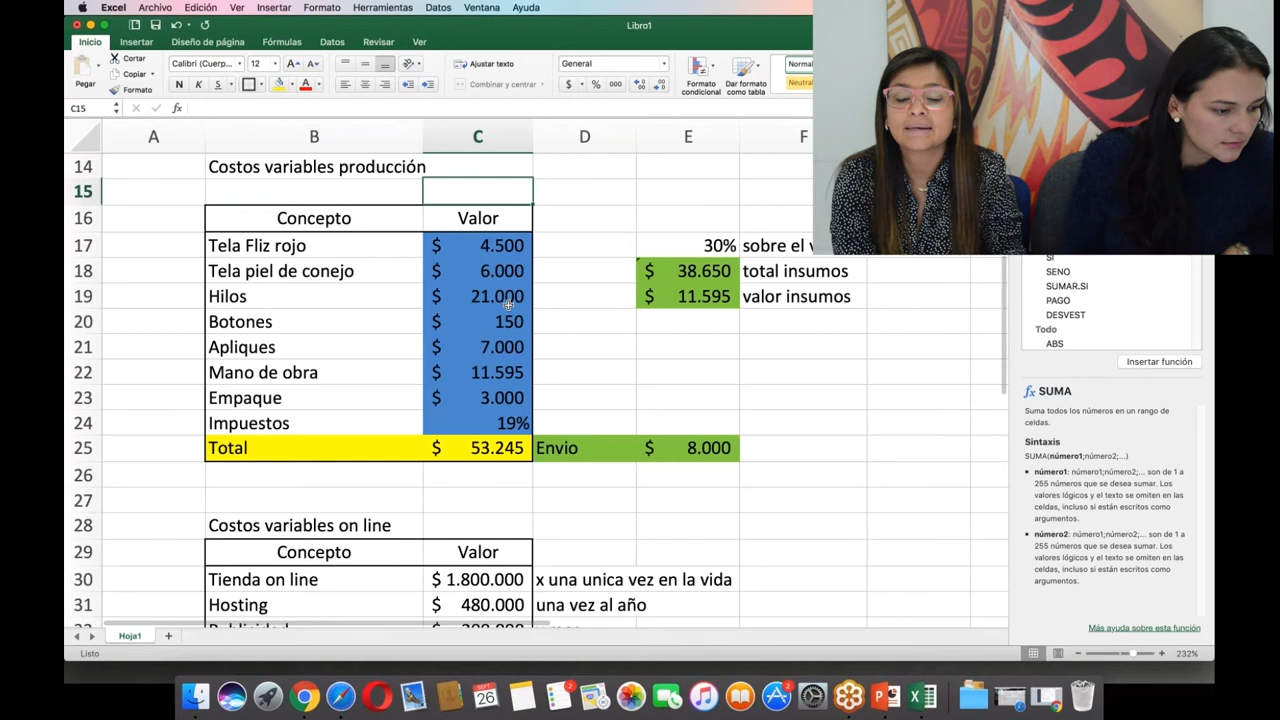 Excel Archivo Edición Ver Insertar Formato Herramientas Datos Ventana Ayuda
Libro1
Inicio Insertar Diseño de página Fórmulas Datos Revisar Ver
Pegar
Cortar
Copiar
Formato
Calibri (Cuerp... 12 A A
N K S A
Ajustar texto
Combinar y centrar
General
$ % 000
Formato condicional
Dar formato como tabla
Normal
Neutral
C15 fx
A B C D E F
14 Costos variables producción
15
16 Concepto Valor
17 Tela Fliz rojo $ 4.500 30% sobre el v
18 Tela piel de conejo $ 6.000 $ 38.650 total insumos
19 Hilos $ 21.000 $ 11.595 valor insumos
20 Botones $ 150
21 Apliques $ 7.000
22 Mano de obra $ 11.595
23 Empaque $ 3.000
24 Impuestos 19%
25 Total $ 53.245 Envio $ 8.000
26
27
28 Costos variables on line
29 Concepto Valor
30 Tienda on line $ 1.800.000 x una unica vez en la vida
31 Hosting $ 480.000 una vez al año
SI
SENO
SUMAR.SI
PAGO
DESVEST
Todo
ABS
Insertar función
fx SUMA
Suma todos los números en un rango de
celdas.
Sintaxis
SUMA(número1;número2;...)
número1: número1;número2;... son de 1 a
255 números que se desea sumar. Los
valores lógicos y el texto se omiten en las
celdas, incluso si están escritos como
argumentos.
número2: número1;número2;... son de 1 a
255 números que se desea sumar. Los
valores lógicos y el texto se omiten en las
celdas, incluso si están escritos como
argumentos.
Más ayuda sobre esta función
Hoja1 +
Listo
232%
SEPT
26
2
2